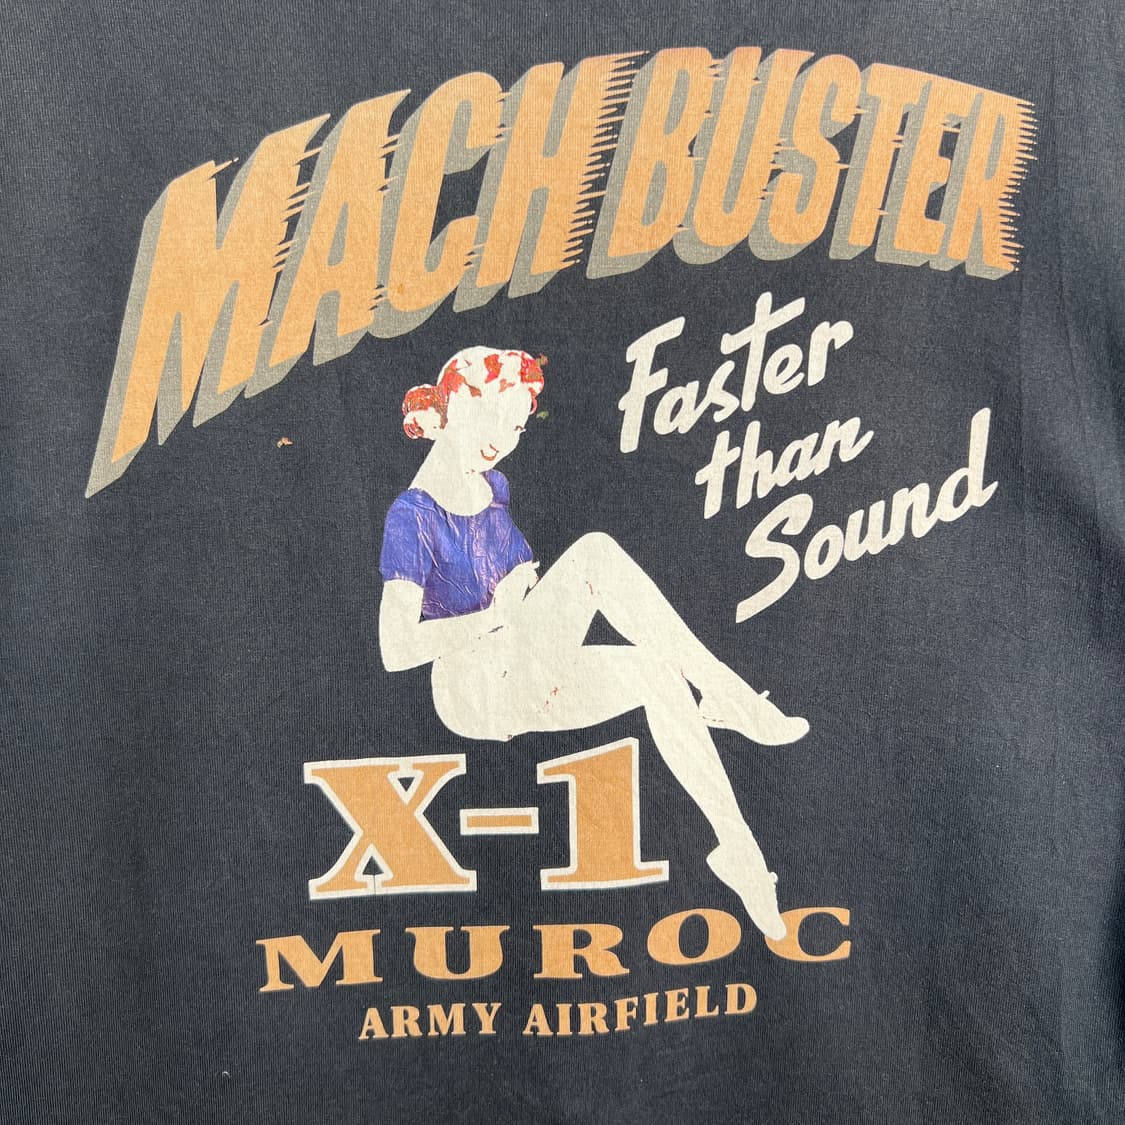 MACH BUSTER
Faster
than
Sound
X-1
MUROC
ARMY AIRFIELD